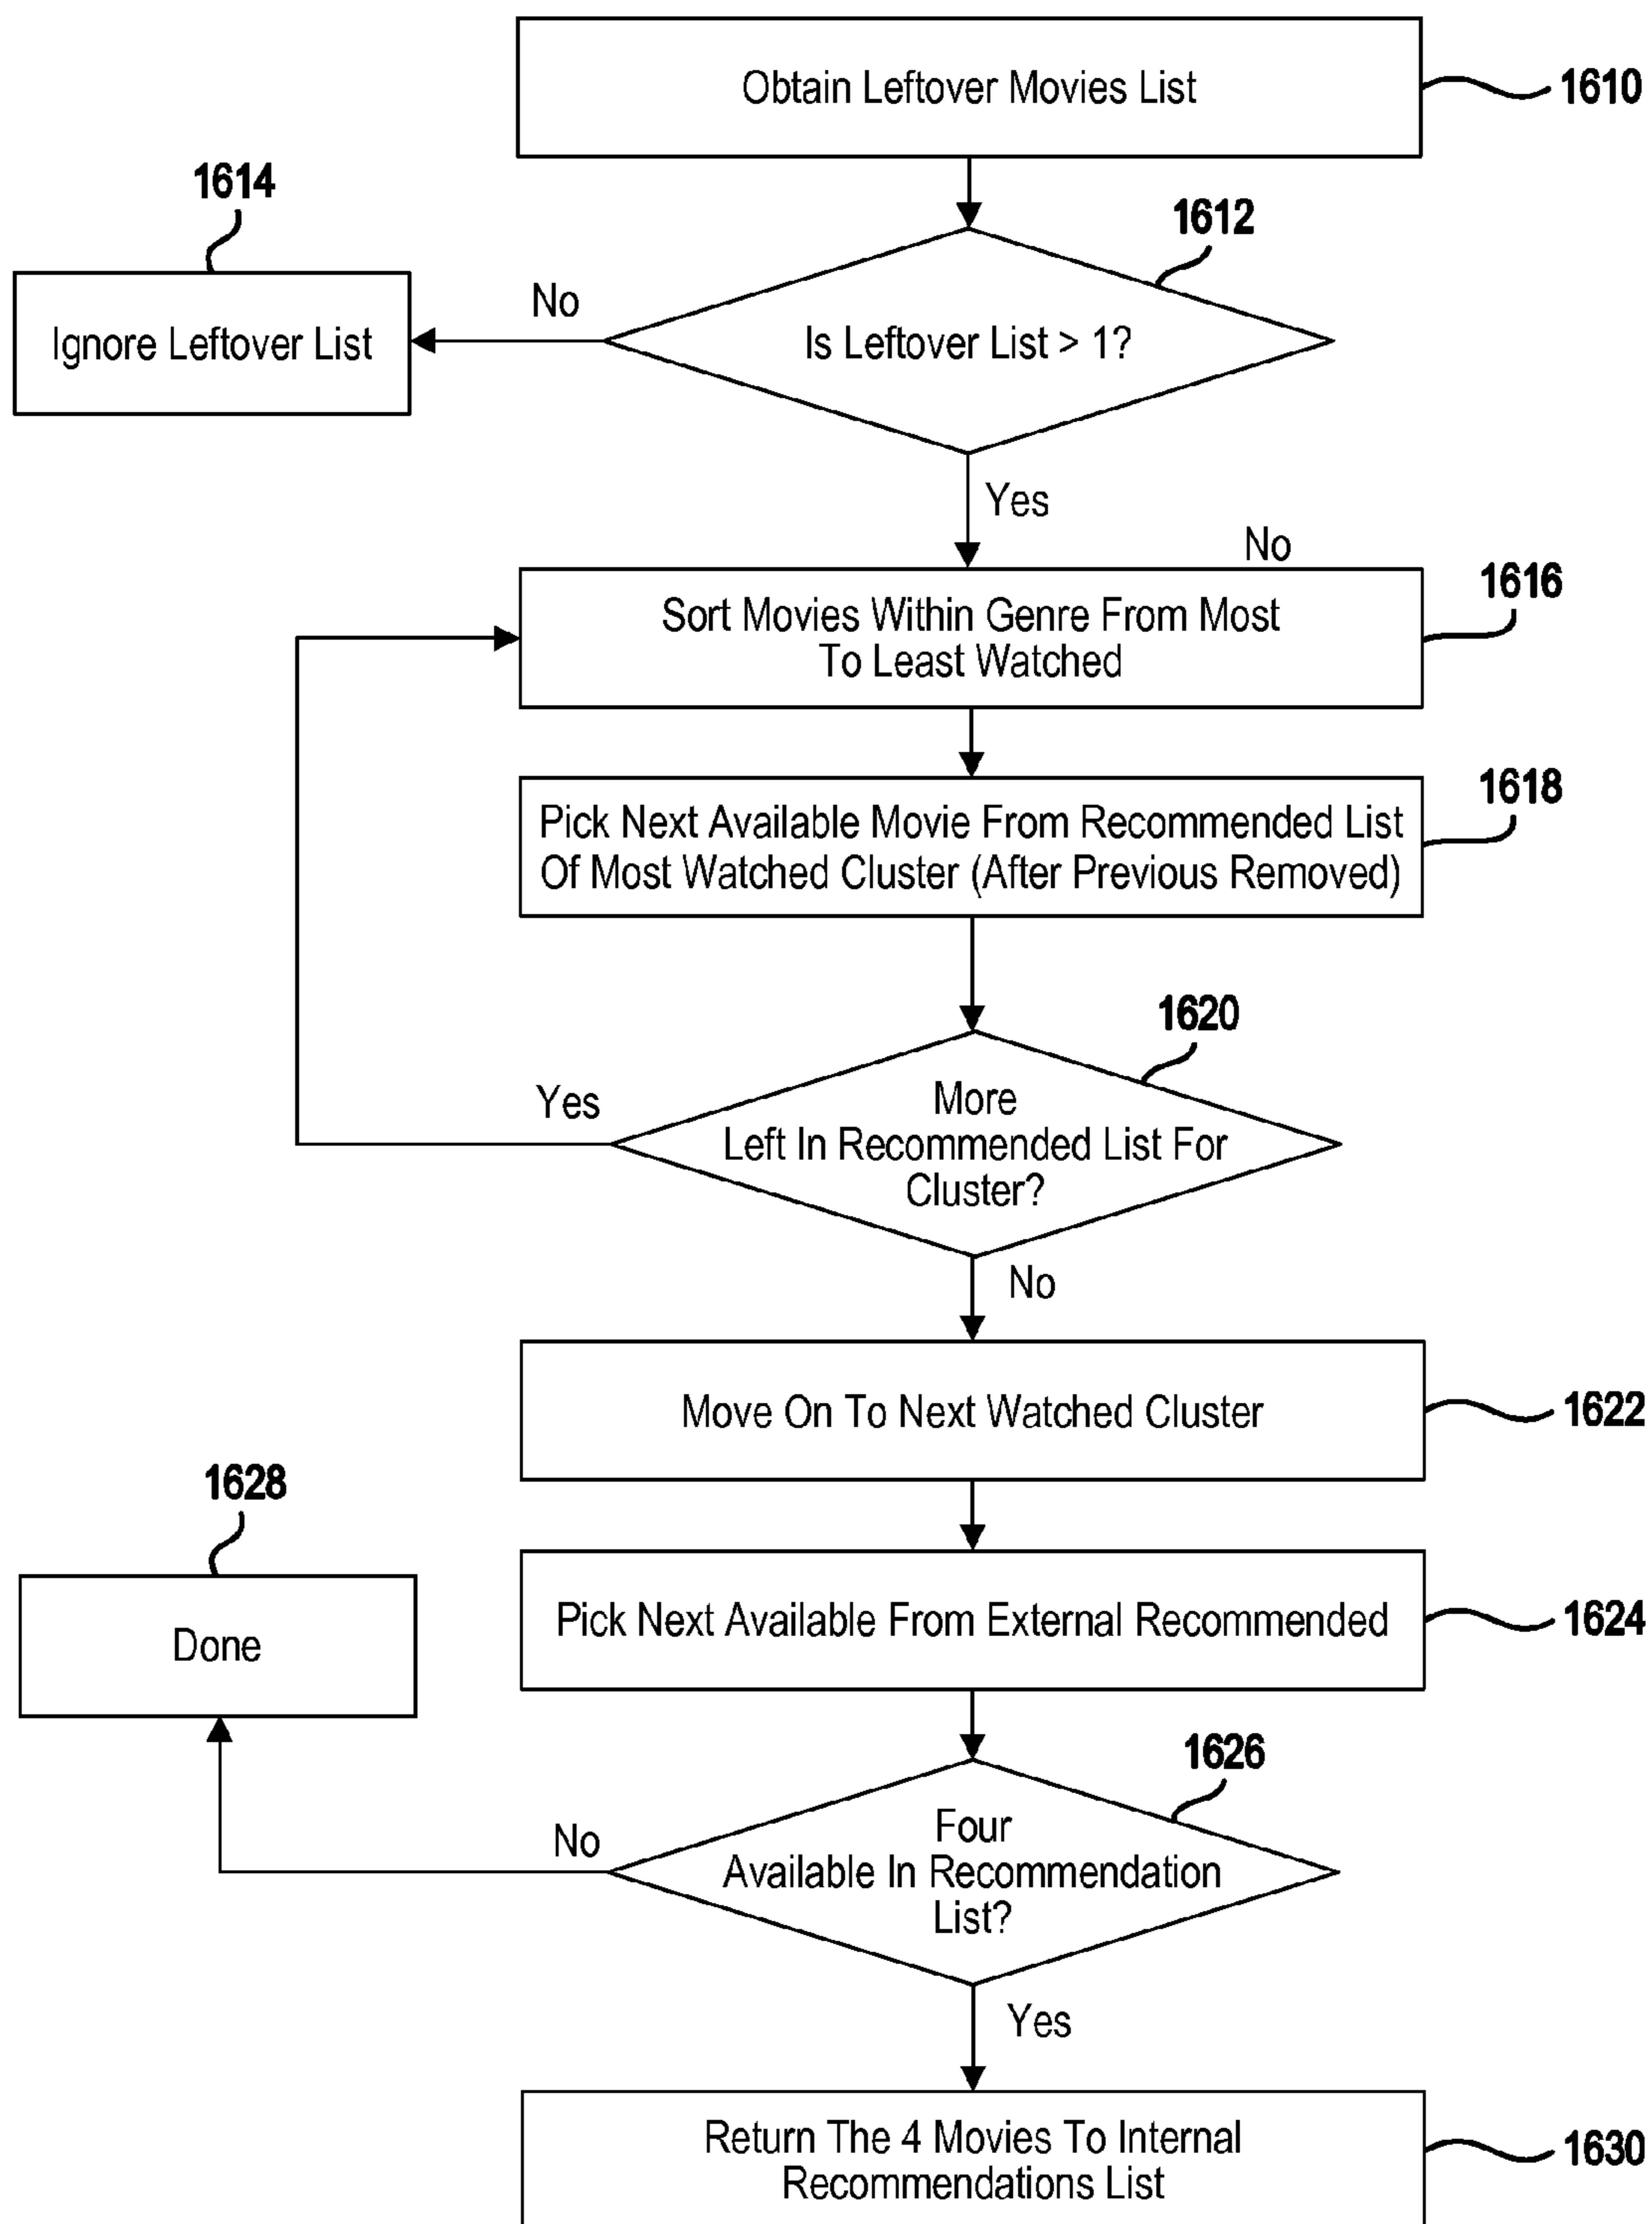 Obtain Leftover Movies List
1610
1614
1612
No
Ignore Leftover List
Is Leftover List > 1?
Yes
No
1616
Sort Movies Within Genre From Most
To Least Watched
1618
Pick Next Available Movie From Recommended List
Of Most Watched Cluster (After Previous Removed)
1620
Yes
More
Left In Recommended List For
Cluster?
No
Move On To Next Watched Cluster
1622
1628
Done
Pick Next Available From External Recommended
1624
1626
No
Four
Available In Recommendation
List?
Yes
Return The 4 Movies To Internal
Recommendations List
1630